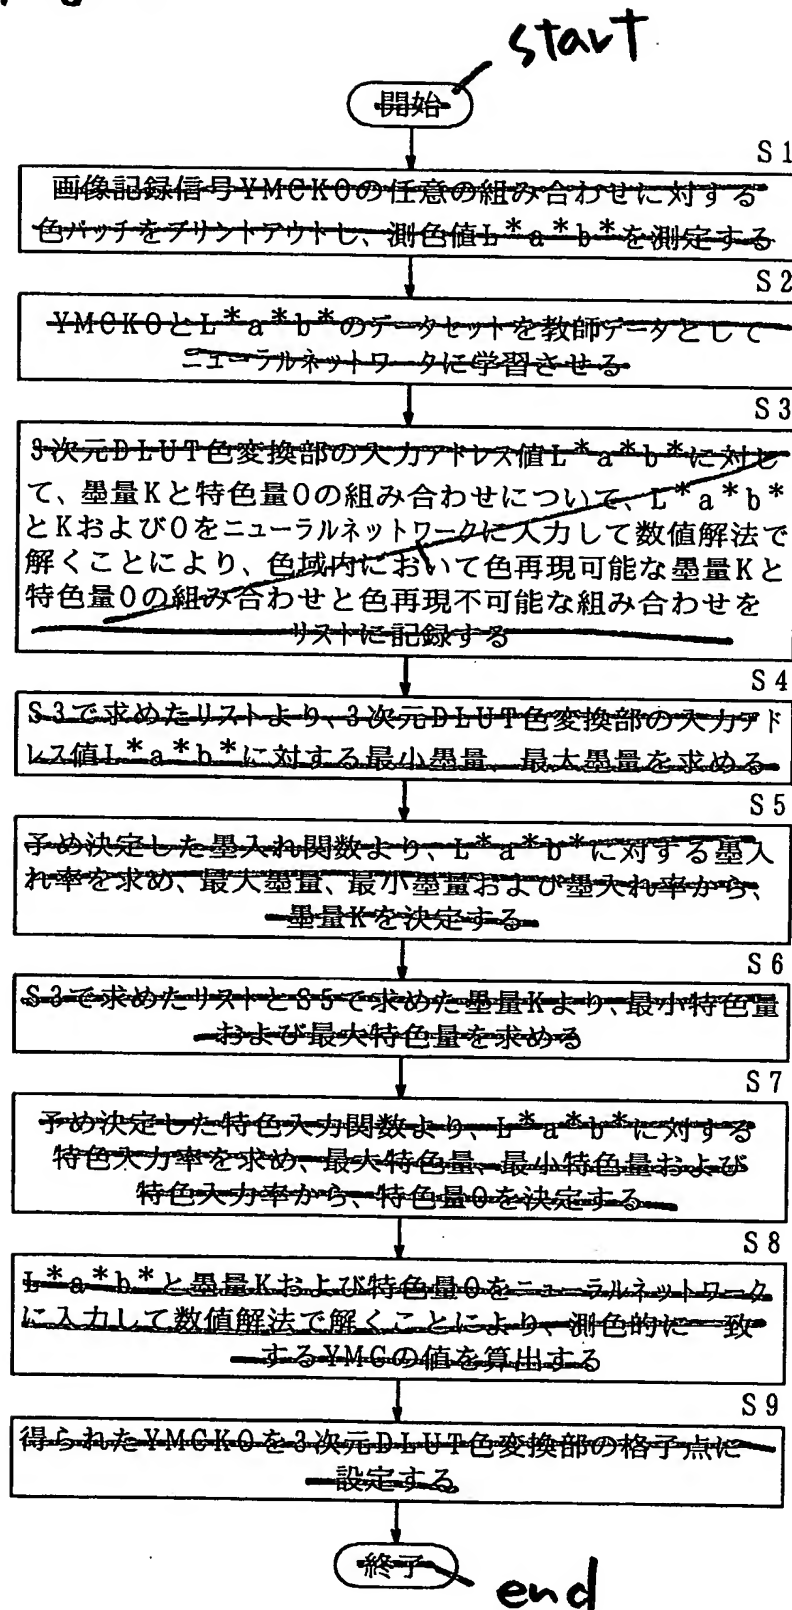 start
開始
S1
画像記録信号YMCKOの任意の組み合わせに対する
色パッチをプリントアウトし、測色値L*a*b*を測定する
S2
YMCKOとL*a*b*のデータセットを教師データとして
ニューラルネットワークに学習させる
S3
3次元DLUT色変換部の入力アドレス値L*a*b*に対し
て、墨量Kと特色量Oの組み合わせについて、L*a*b*
とKおよびOをニューラルネットワークに入力して数値解法で
解くことにより、色域内において色再現可能な墨量Kと
特色量Oの組み合わせと色再現不可能な組み合わせを
リストに記録する
S4
S3で求めたリストより、3次元DLUT色変換部の入力アド
レス値L*a*b*に対する最小墨量、最大墨量を求める
S5
予め決定した墨入れ関数より、L*a*b*に対する墨入
れ率を求め、最大墨量、最小墨量および墨入れ率から、
墨量Kを決定する
S6
S3で求めたリストとS5で求めた墨量Kより、最小特色量
および最大特色量を求める
S7
予め決定した特色入力関数より、L*a*b*に対する
特色入力率を求め、最大特色量、最小特色量および
特色入力率から、特色量Oを決定する
S8
L*a*b*と墨量Kおよび特色量Oをニューラルネットワーク
に入力して数値解法で解くことにより、測色的に一致
するYMCの値を算出する
S9
得られたYMCKOを3次元DLUT色変換部の格子点に
設定する
終了
end